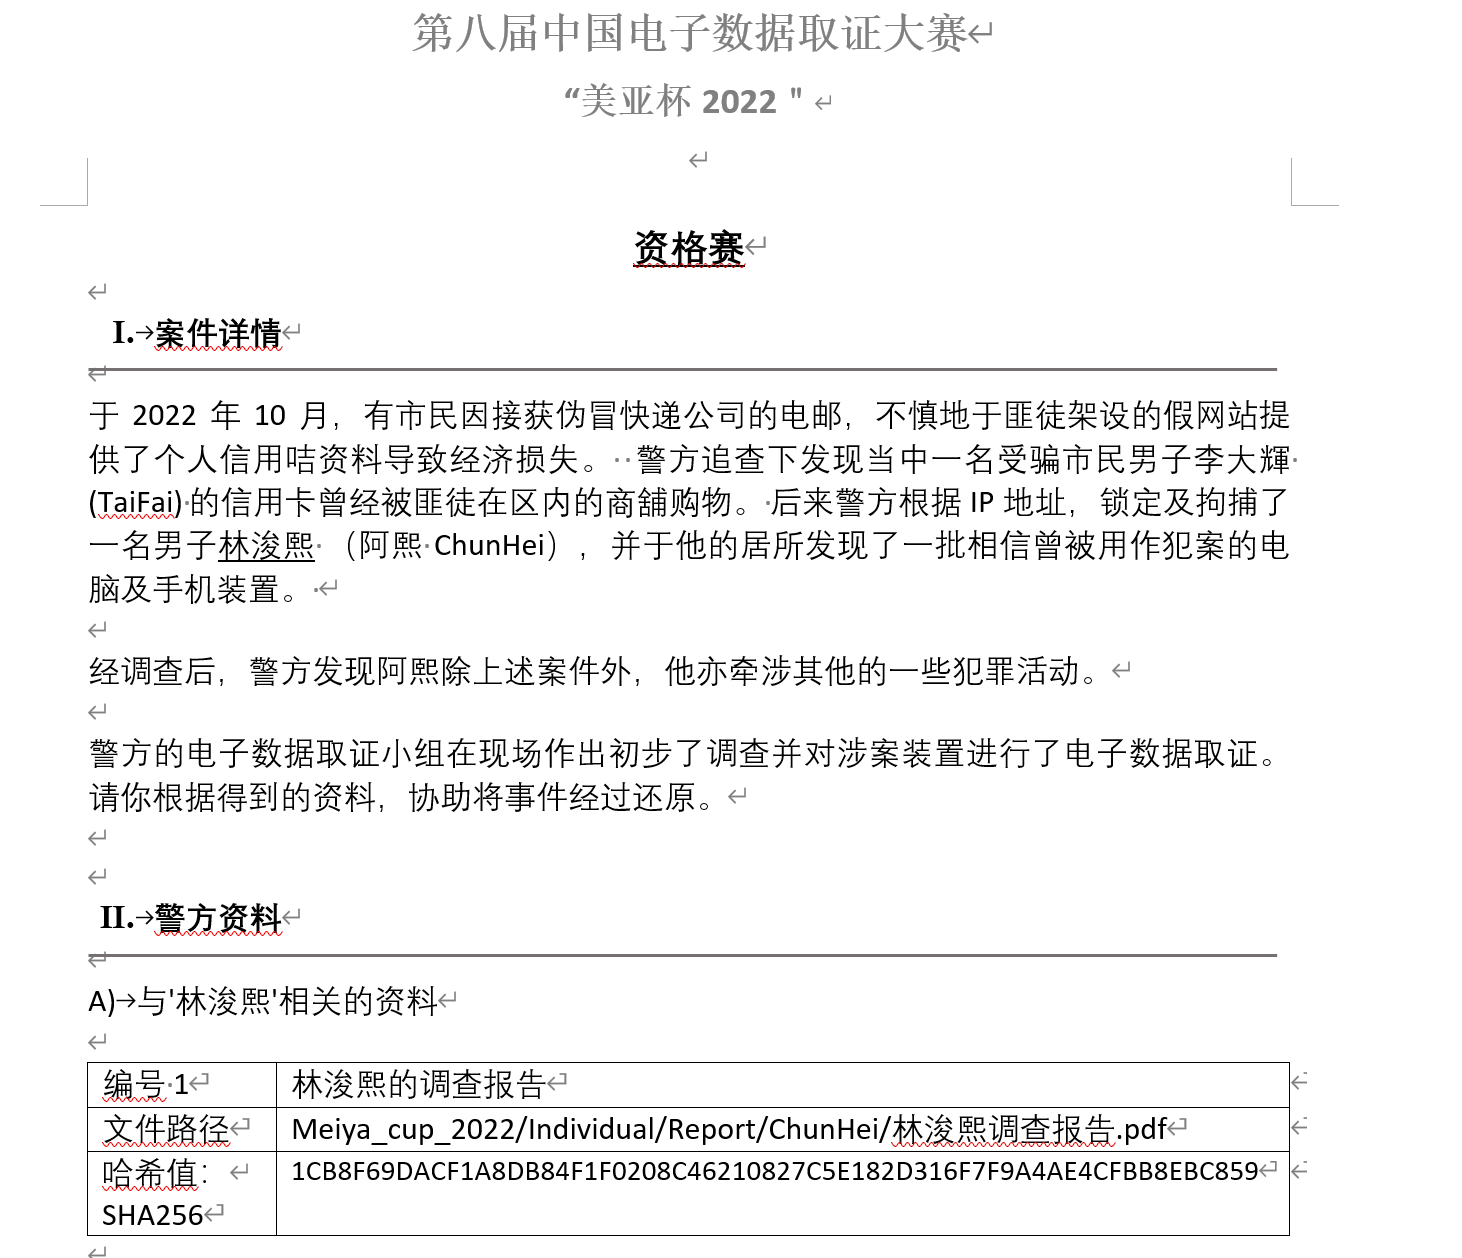 第八届中国电子数据取证大赛
“美亚杯 2022 "
资格赛
I. 案件详情
于 2022 年 10 月，有市民因接获伪冒快递公司的电邮，不慎地于匪徒架设的假网站提
供了个人信用咭资料导致经济损失。 警方追查下发现当中一名受骗市民男子李大輝
(TaiFai) 的信用卡曾经被匪徒在区内的商舖购物。 后来警方根据 IP 地址，锁定及拘捕了
一名男子林浚熙 （阿熙 ChunHei），并于他的居所发现了一批相信曾被用作犯案的电
脑及手机装置。
经调查后，警方发现阿熙除上述案件外，他亦牵涉其他的一些犯罪活动。
警方的电子数据取证小组在现场作出初步了调查并对涉案装置进行了电子数据取证。
请你根据得到的资料，协助将事件经过还原。
II. 警方资料
A) 与'林浚熙'相关的资料
编号 1 林浚熙的调查报告
文件路径 Meiya_cup_2022/Individual/Report/ChunHei/林浚熙调查报告.pdf
哈希值： 1CB8F69DACF1A8DB84F1F0208C46210827C5E182D316F7F9A4AE4CFBB8EBC859
SHA256